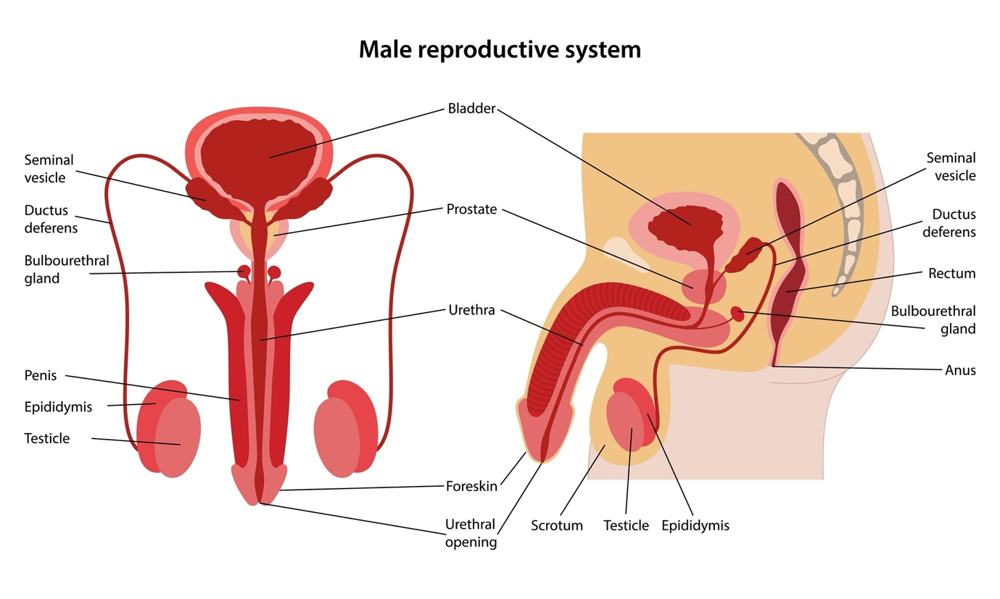 Male reproductive system
Seminal
vesicle
Ductus
deferens
Bulbourethral
gland
Penis
Epididymis
Testicle
Bladder
Prostate
Urethra
Foreskin
Urethral
opening
Scrotum
Testicle
Epididymis
Seminal
vesicle
Ductus
deferens
Rectum
Bulbourethral
gland
Anus